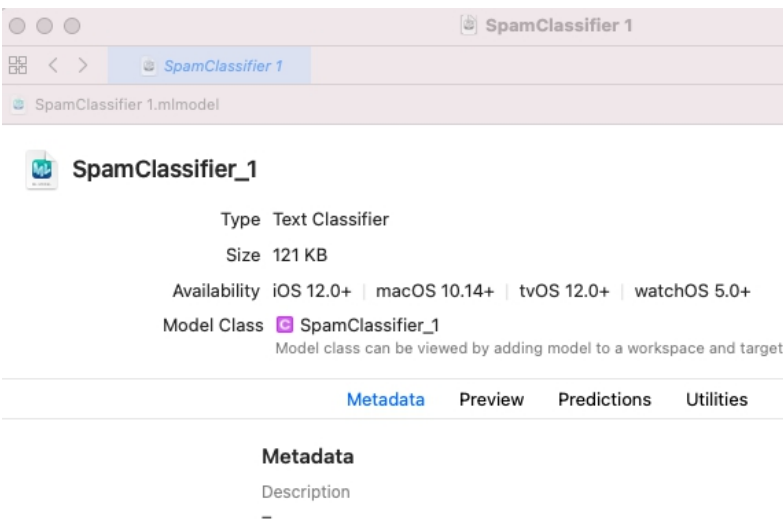 SpamClassifier 1
SpamClassifier 1
SpamClassifier 1.mlmodel
SpamClassifier_1
Type Text Classifier
Size 121 KB
Availability iOS 12.0+ | macOS 10.14+ | tvOS 12.0+ | watchOS 5.0+
Model Class C SpamClassifier_1
Model class can be viewed by adding model to a workspace and target
Metadata Preview Predictions Utilities
Metadata
Description
–